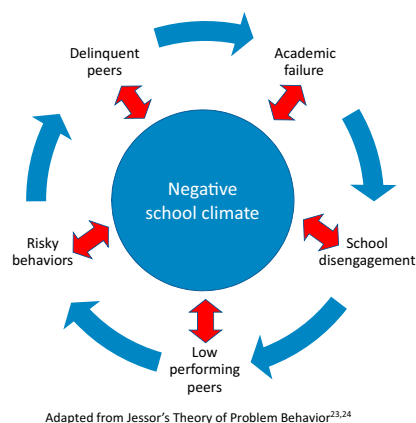 Delinquent
peers
Academic
failure
Negative
school climate
Risky
behaviors
School
disengagement
Low
performing
peers
Adapted from Jessor's Theory of Problem Behavior23,24